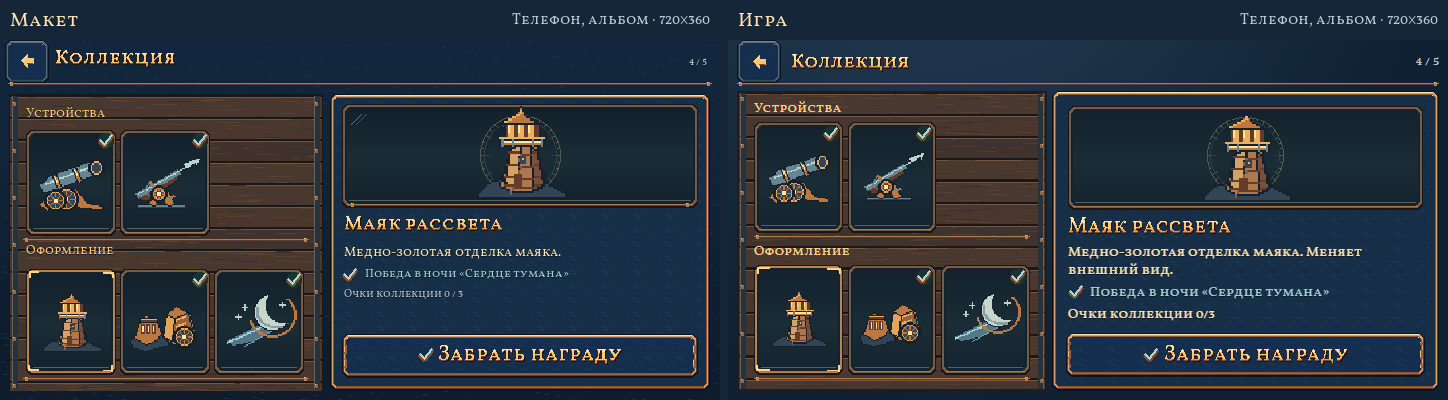 Макет
Телефон, альбом · 720×360
Коллекция
4 / 5
Устройства
Оформление
Маяк рассвета
Медно-золотая отделка маяка.
Победа в ночи «Сердце тумана»
Очки коллекции 0 / 3
Забрать награду
Игра
Телефон, альбом · 720×360
Коллекция
4 / 5
Устройства
Оформление
Маяк рассвета
Медно-золотая отделка маяка. Меняет
внешний вид.
Победа в ночи «Сердце тумана»
Очки коллекции 0/3
Забрать награду